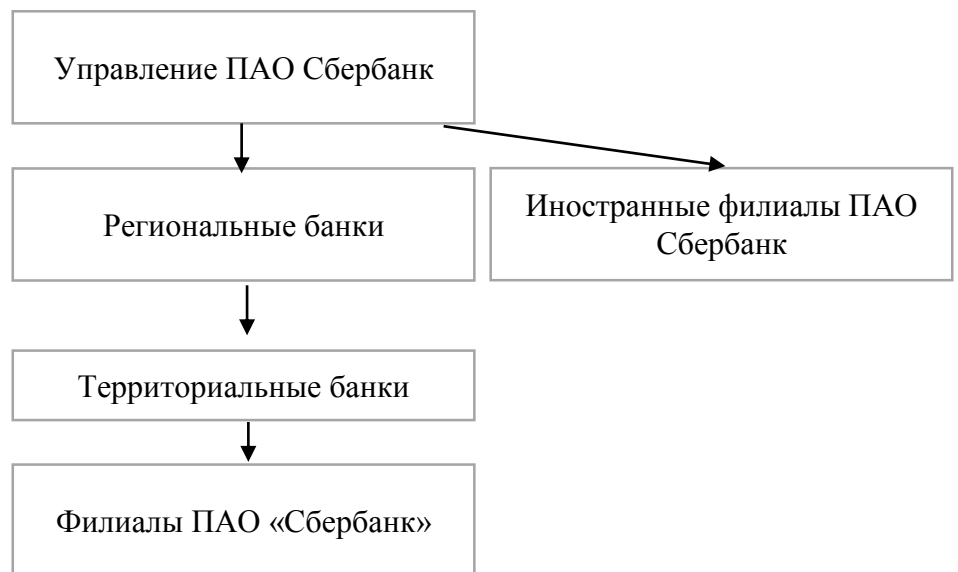 Управление ПАО Сбербанк
Региональные банки
Иностранные филиалы ПАО
Сбербанк
Территориальные банки
Филиалы ПАО «Сбербанк»